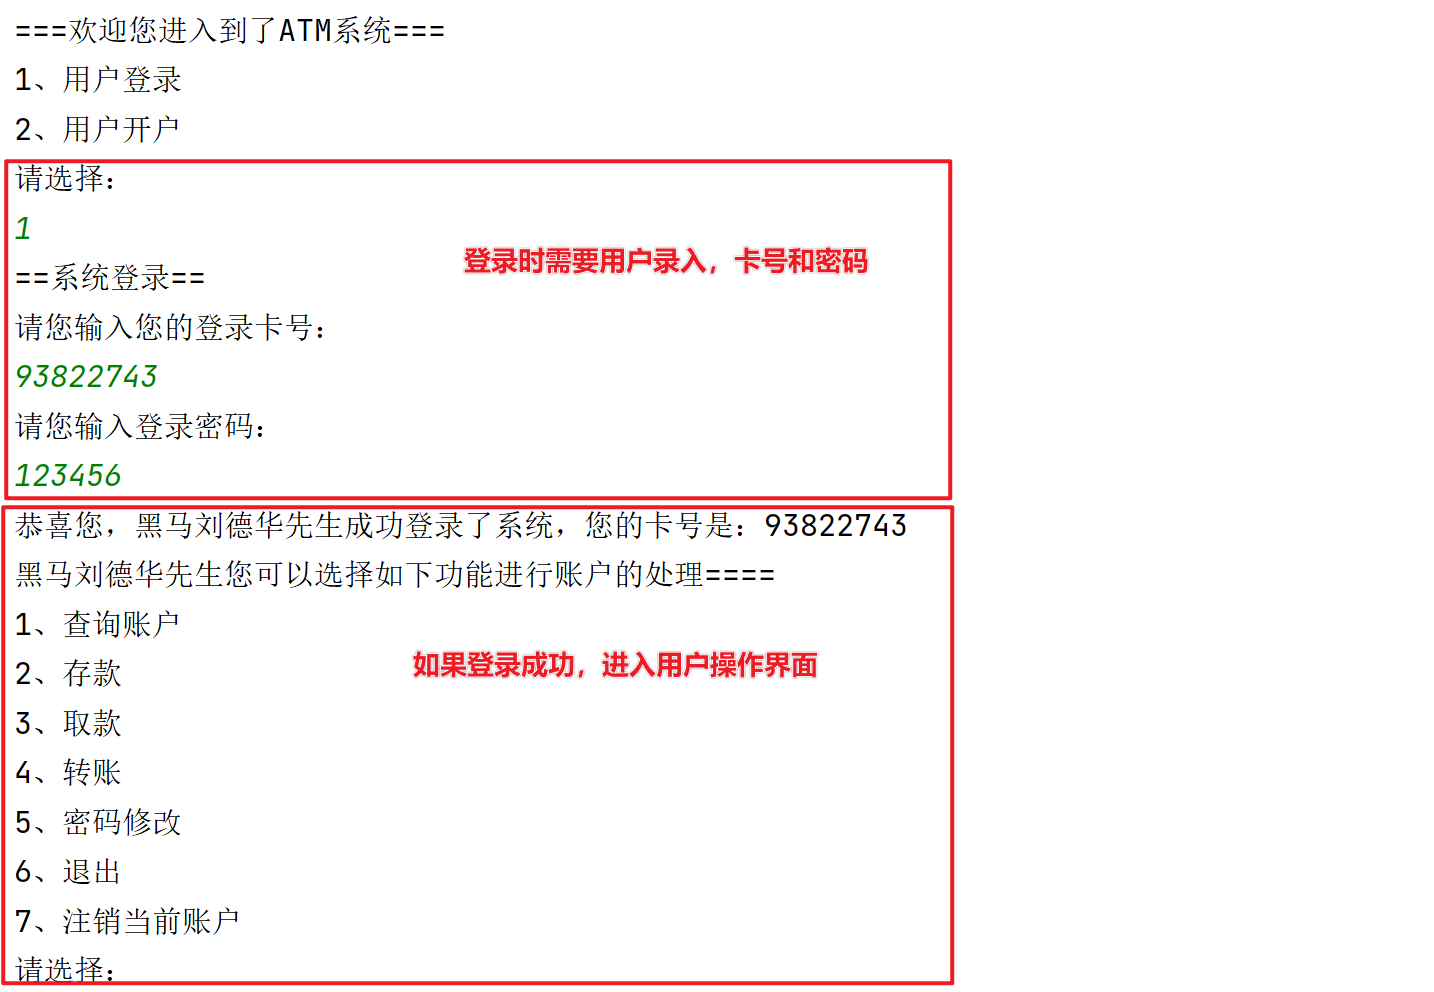 ===欢迎您进入到了ATM系统===
1、用户登录
2、用户开户
请选择：
1
登录时需要用户录入，卡号和密码
==系统登录==
请您输入您的登录卡号：
93822743
请您输入登录密码：
123456
恭喜您，黑马刘德华先生成功登录了系统，您的卡号是：93822743
黑马刘德华先生您可以选择如下功能进行账户的处理====
1、查询账户
如果登录成功，进入用户操作界面
2、存款
3、取款
4、转账
5、密码修改
6、退出
7、注销当前账户
请选择：